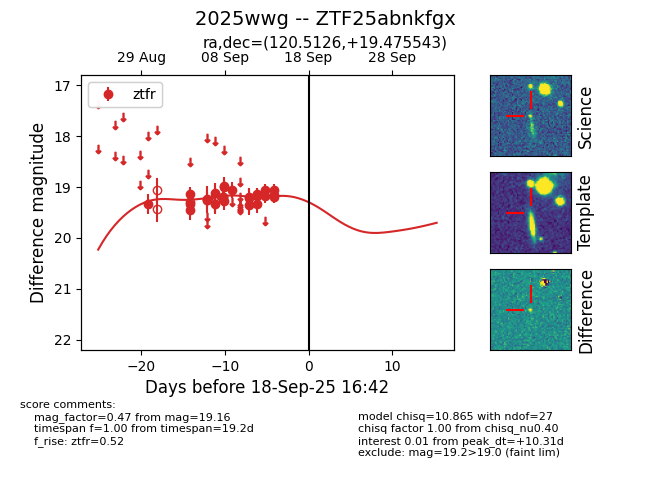 2025wwg -- ZTF25abnkfgx
ra,dec=(120.5126,+19.475543)
29 Aug
08 Sep
18 Sep
28 Sep
ztfr
17
18
19
20
21
22
Difference magnitude
−20
−10
0
10
Days before 18-Sep-25 16:42
Science
Template
Difference
score comments:
mag_factor=0.47 from mag=19.16
timespan f=1.00 from timespan=19.2d
f_rise: ztfr=0.52
model chisq=10.865 with ndof=27
chisq factor 1.00 from chisq_nu0.40
interest 0.01 from peak_dt=+10.31d
exclude: mag=19.2>19.0 (faint lim)